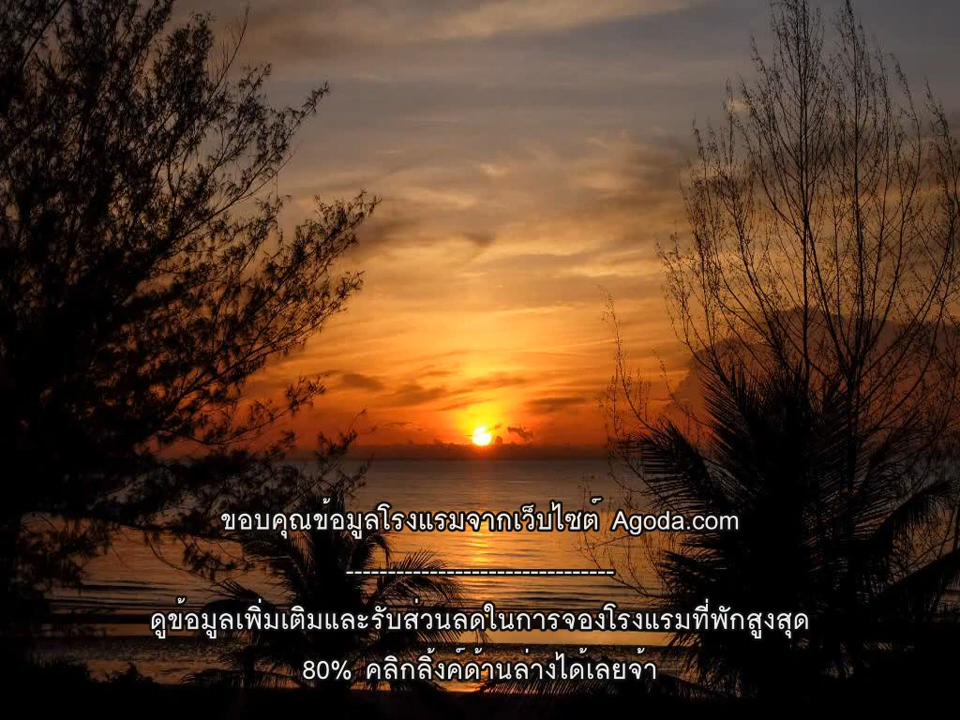 ขอบคุณข้อมูลโรงแรมจากเว็บไซต์ Agoda.com
--------------------------------
ดูข้อมูลเพิ่มเติมและรับส่วนลดในการจองโรงแรมที่พักสูงสุด
80% คลิกลิ้งค์ด้านล่างได้เลยจ้า